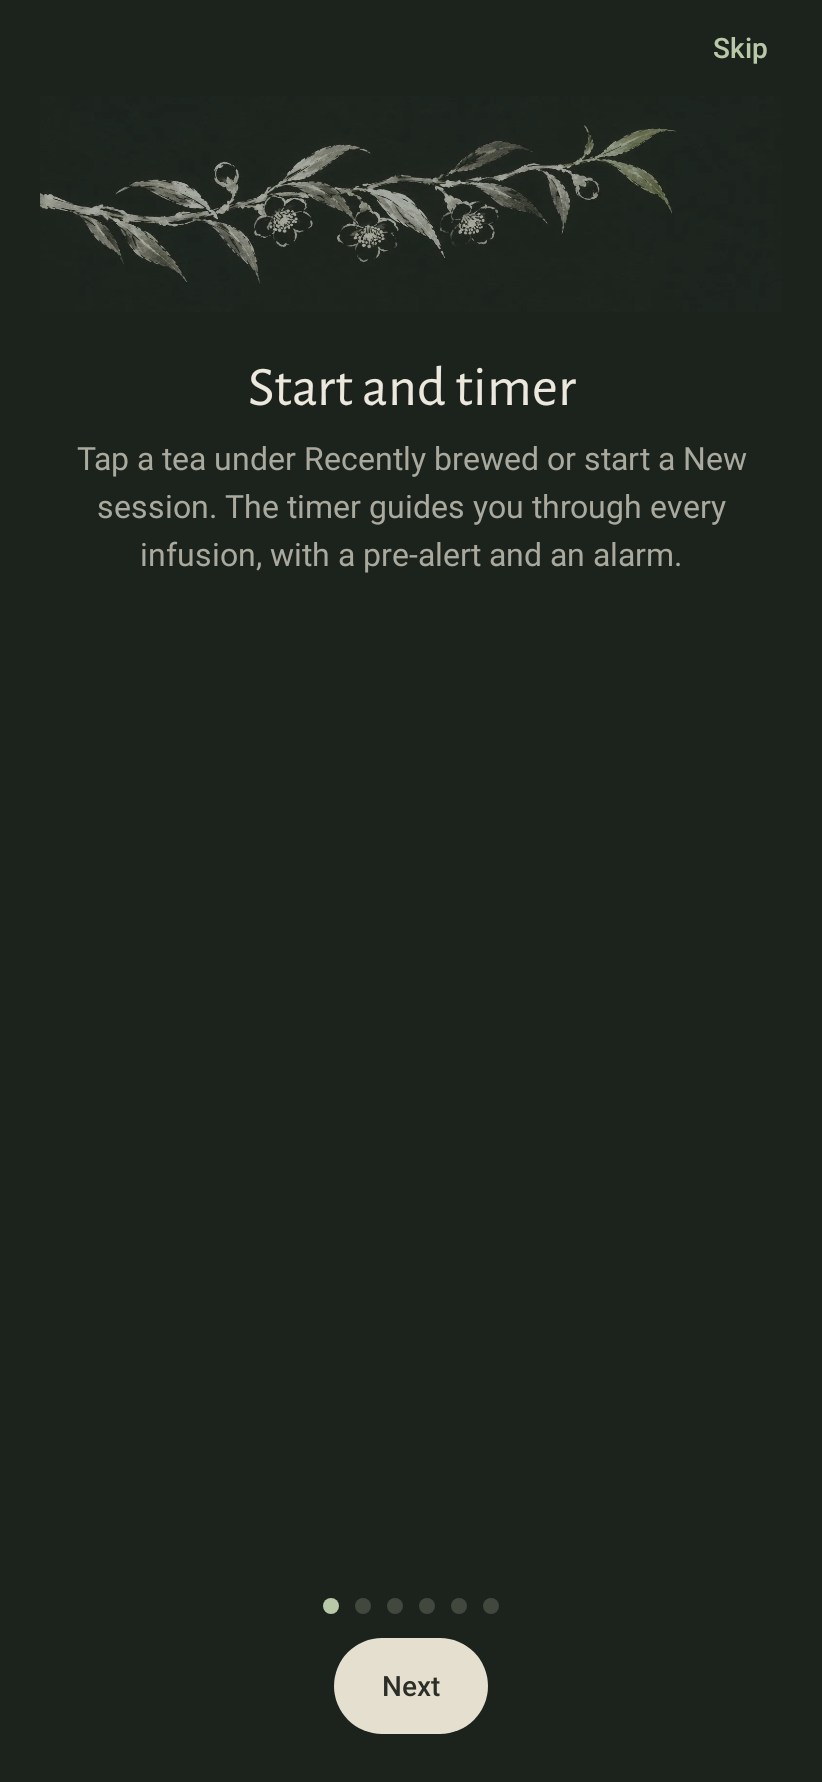 Skip
Start and timer
Tap a tea under Recently brewed or start a New
session. The timer guides you through every
infusion, with a pre-alert and an alarm.
Next